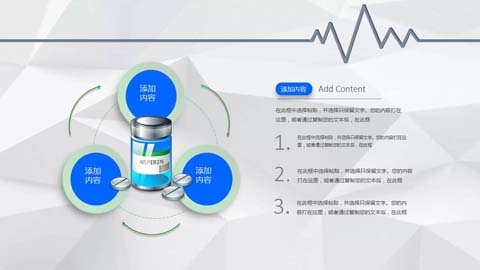 添加
内容
添加
内容
添加
内容
ASPERIN
添加内容 Add Content
在此框中选择粘贴，并选择只保留文字。您的内容打在
这里，或者通过复制您的文本后，在此框
1. 在此框中选择粘贴，并选择只保留文字。您的内容打在这
里，或者通过复制您的文本后，在此框
2. 在此框中选择粘贴，并选择只保留文字。您的内容
打在这里，或者通过复制您的文本后，在此框
3. 在此框中选择粘贴，并选择只保留文字。您的内
容打在这里，或者通过复制您的文本后，在此框